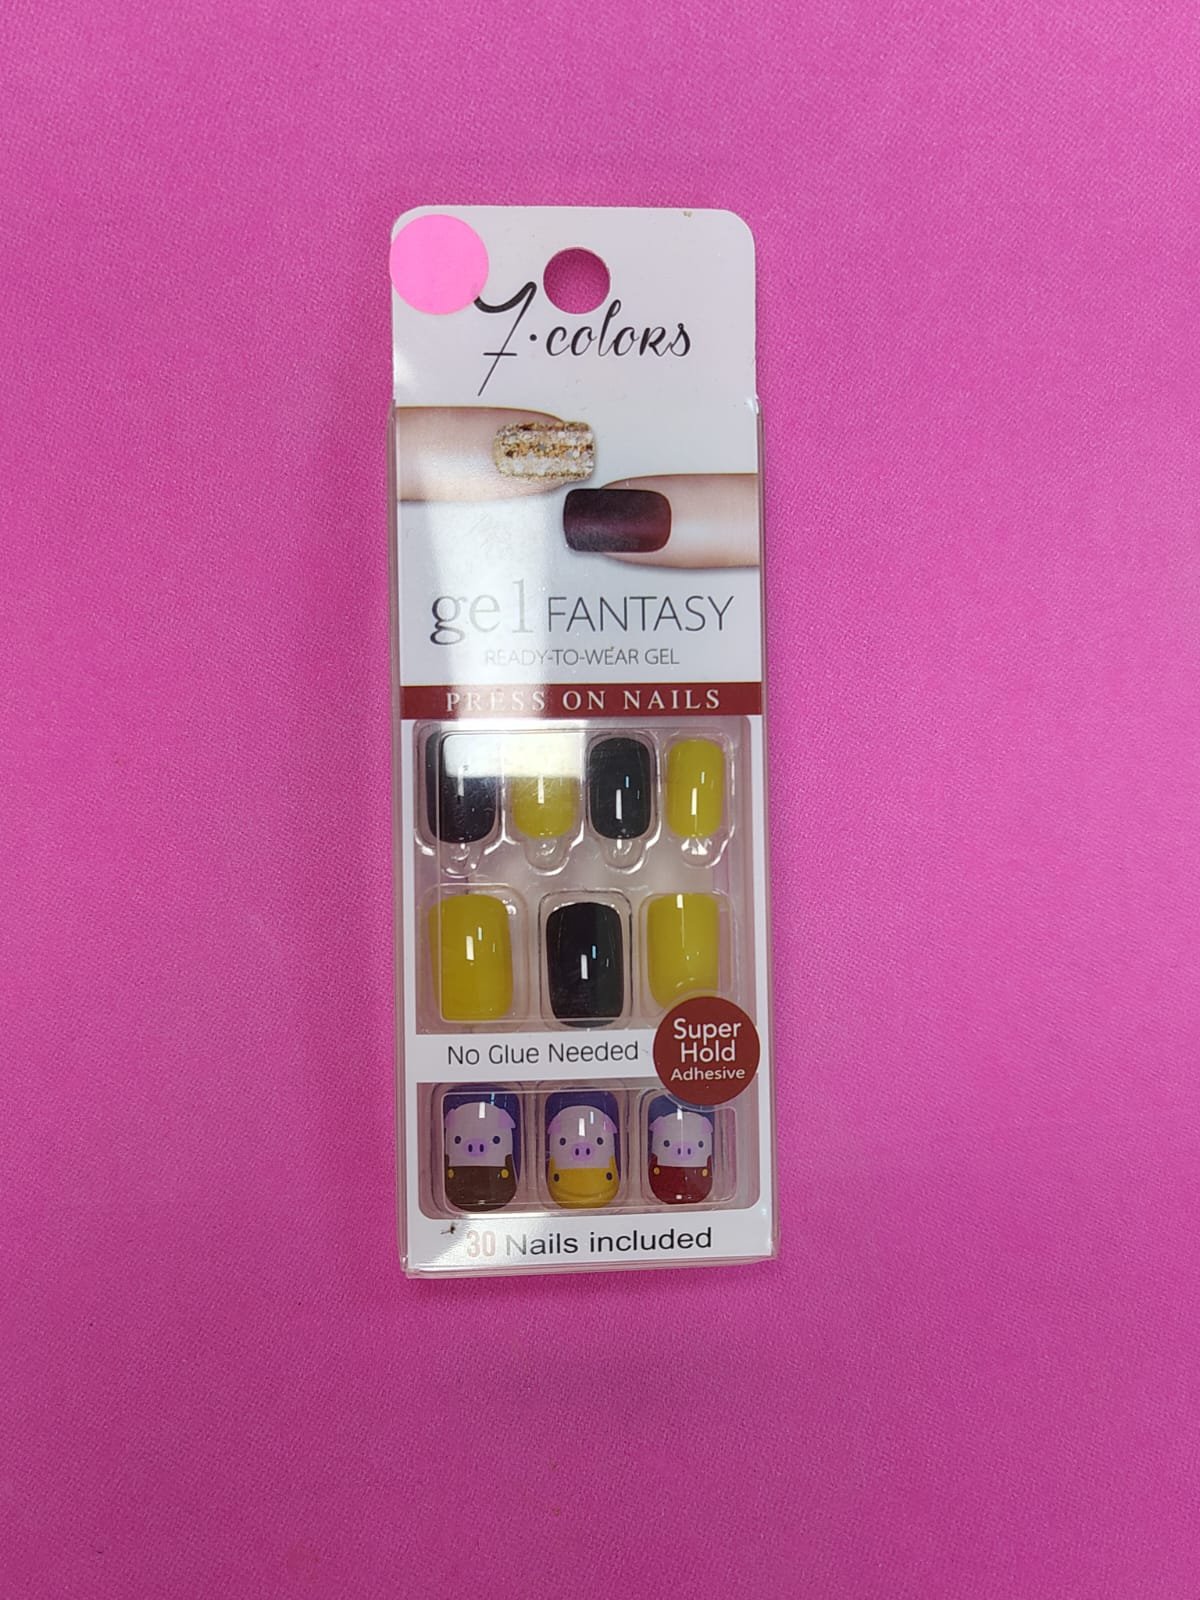 7.colors
gel FANTASY
READY-TO-WEAR GEL
PRESS ON NAILS
No Glue Needed
Super
Hold
Adhesive
30 Nails included